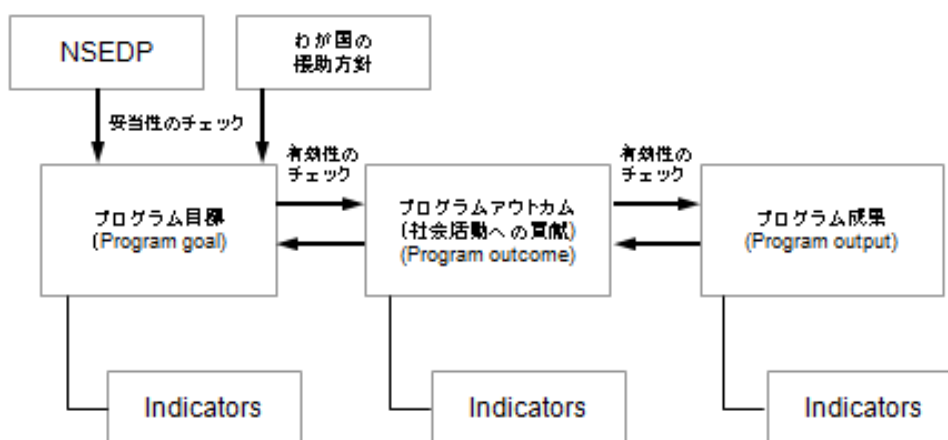 NSEDP
わが国の
援助方針
妥当性のチェック
有効性の
チェック
有効性の
チェック
プログラム目標
(Program goal)
プログラムアウトカム
(社会活動への貢献)
(Program outcome)
プログラム成果
(Program output)
Indicators
Indicators
Indicators